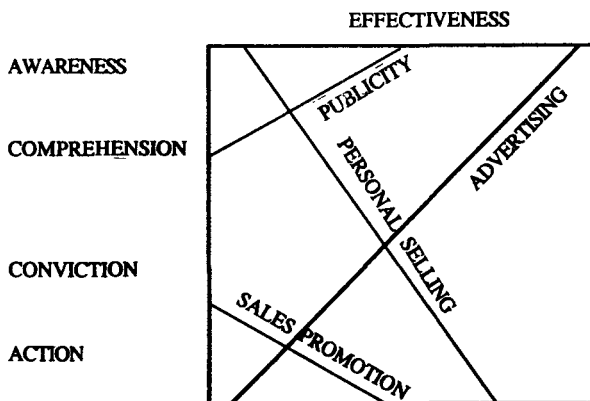 EFFECTIVENESS
AWARENESS
PUBLICITY
ADVERTISING
COMPREHENSION
PERSONAL SELLING
CONVICTION
SALES PROMOTION
ACTION